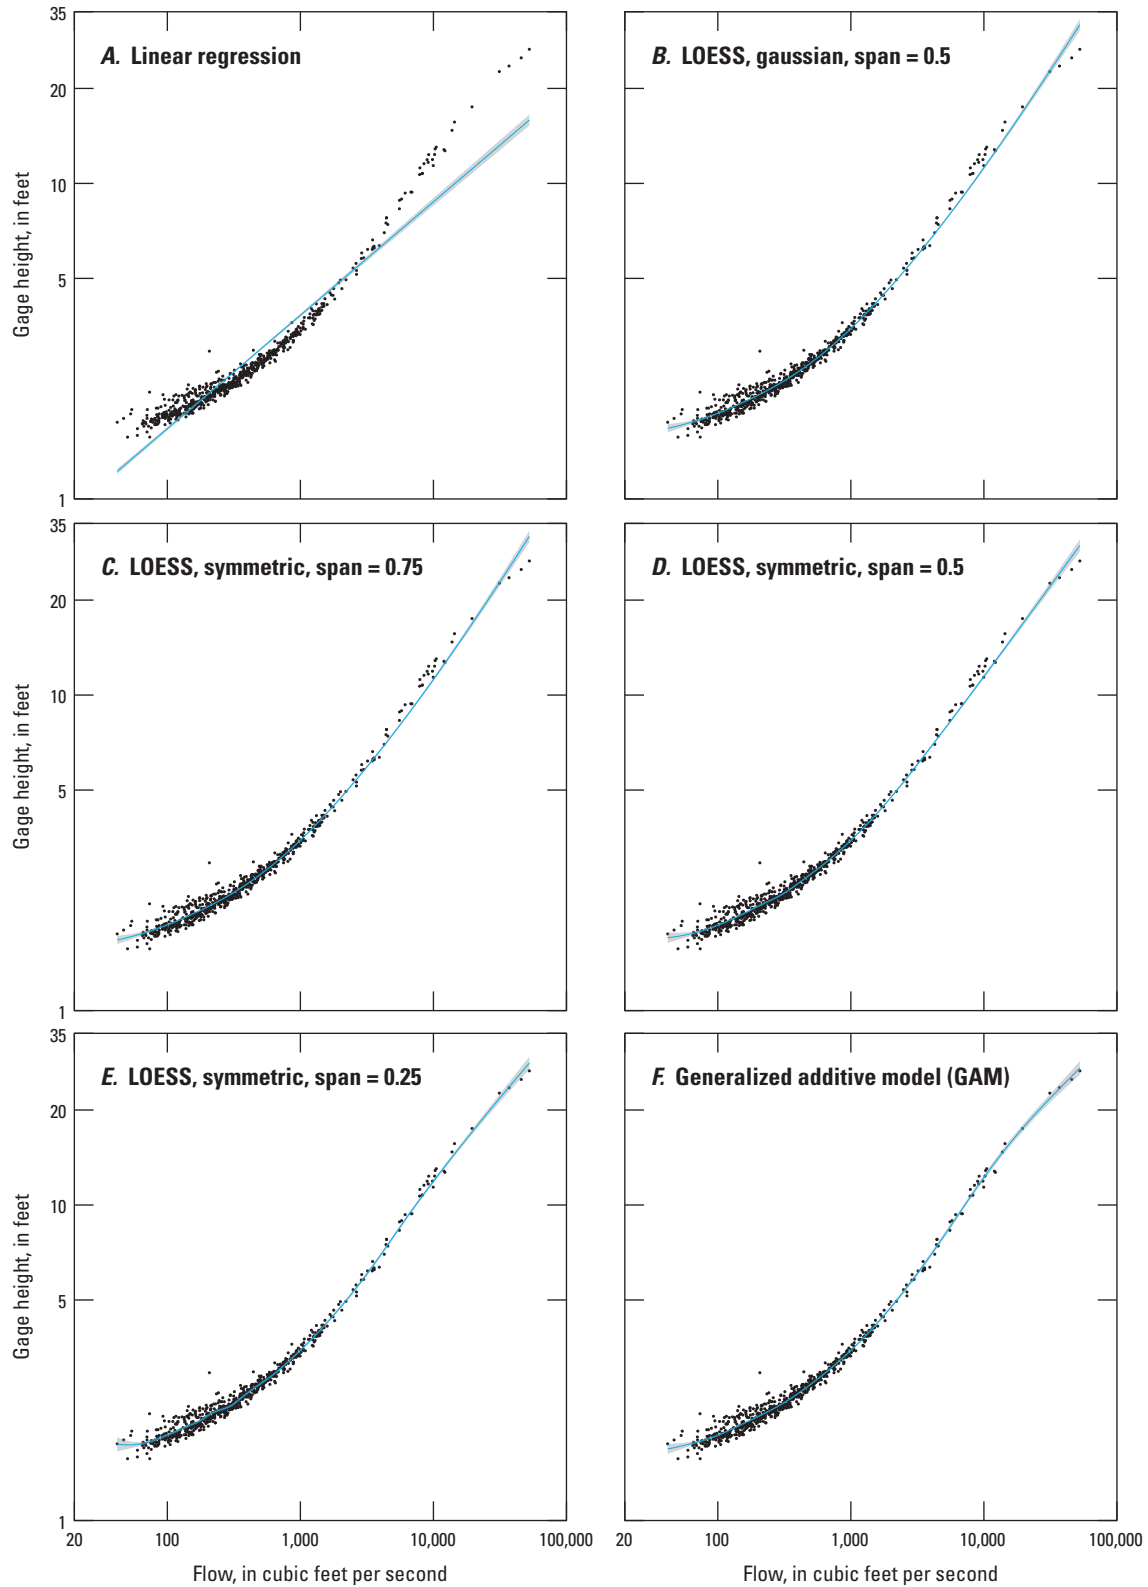 A. Linear regression
35
20
10
5
1
Gage height, in feet
B. LOESS, gaussian, span = 0.5
C. LOESS, symmetric, span = 0.75
35
20
10
5
1
Gage height, in feet
D. LOESS, symmetric, span = 0.5
E. LOESS, symmetric, span = 0.25
35
20
10
5
1
Gage height, in feet
20 100 1,000 10,000 100,000
Flow, in cubic feet per second
F. Generalized additive model (GAM)
20 100 1,000 10,000 100,000
Flow, in cubic feet per second